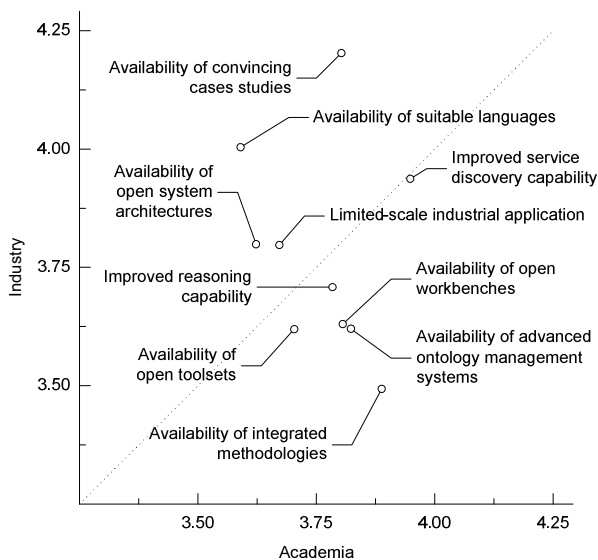 4.25
Availability of convincing
cases studies
Availability of suitable languages
4.00
Improved service
discovery capability
Availability of
open system
architectures
Limited-scale industrial application
3.75
Improved reasoning
capability
Availability of open
workbenches
Availability of advanced
ontology management
systems
Availability of
open toolsets
3.50
Availability of integrated
methodologies
Industry
3.50 3.75 4.00 4.25
Academia